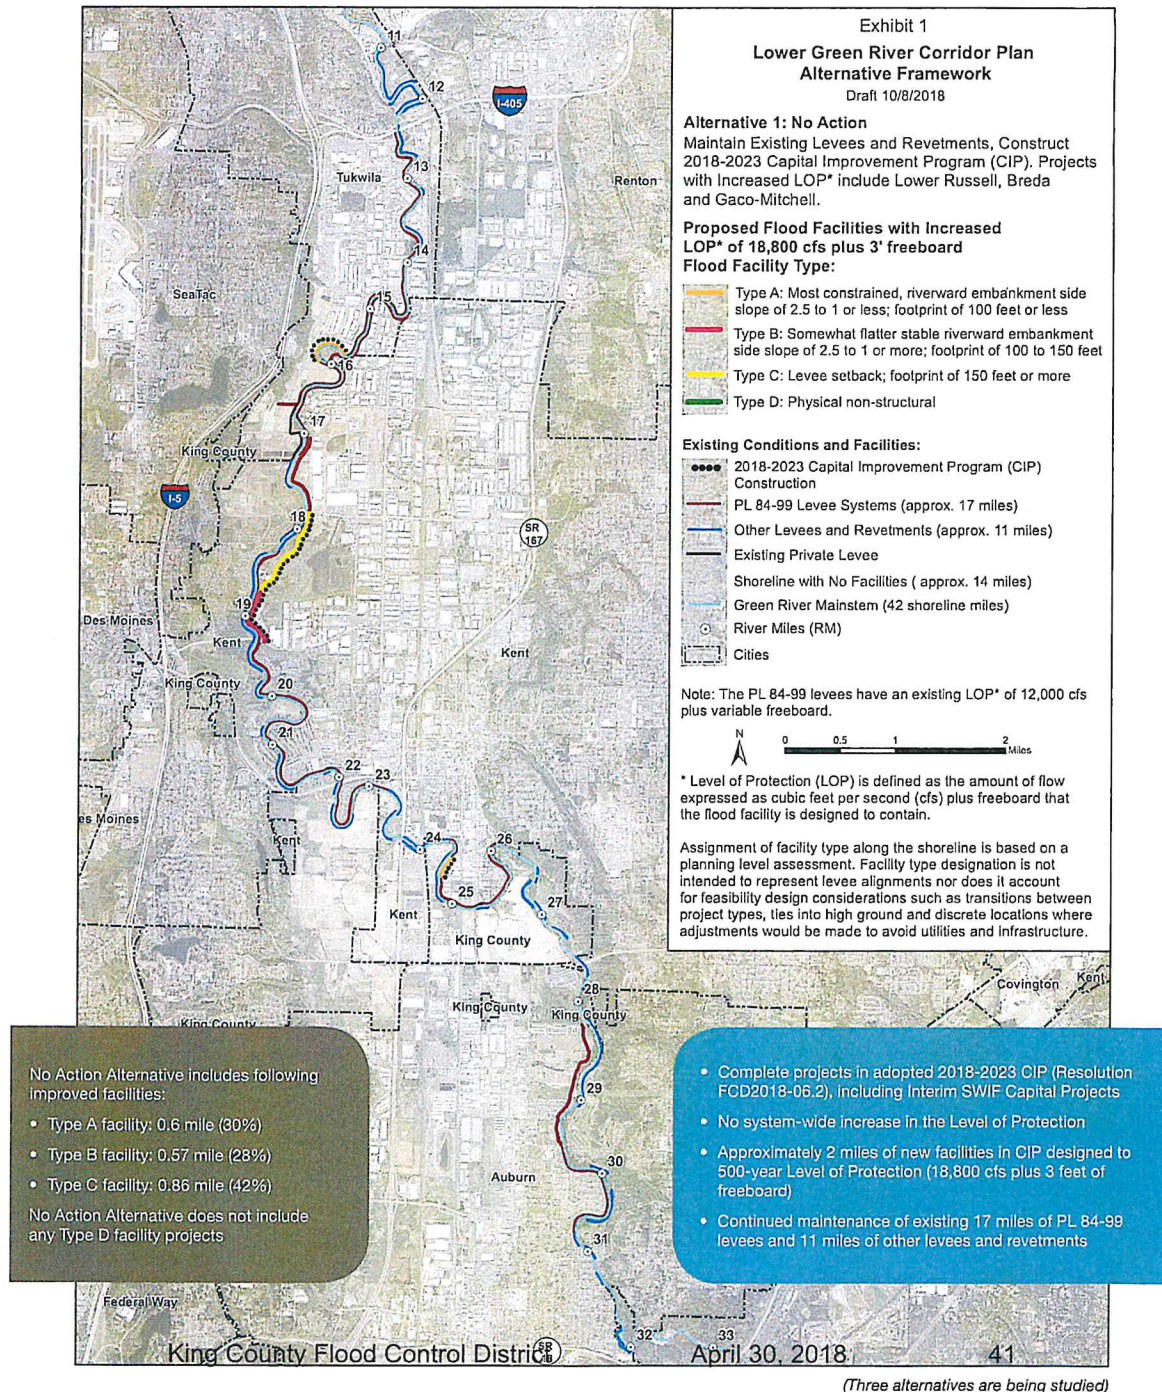 Exhibit 1
Lower Green River Corridor Plan
Alternative Framework
Draft 10/8/2018
Alternative 1: No Action
Maintain Existing Levees and Revetments, Construct
2018-2023 Capital Improvement Program (CIP). Projects
with Increased LOP* include Lower Russell, Breda
and Gaco-Mitchell.
Proposed Flood Facilities with Increased
LOP* of 18,800 cfs plus 3' freeboard
Flood Facility Type:
Type A: Most constrained, riverward embankment side
slope of 2.5 to 1 or less; footprint of 100 feet or less
Type B: Somewhat flatter stable riverward embankment
side slope of 2.5 to 1 or more; footprint of 100 to 150 feet
Type C: Levee setback; footprint of 150 feet or more
Type D: Physical non-structural
Existing Conditions and Facilities:
2018-2023 Capital Improvement Program (CIP)
Construction
PL 84-99 Levee Systems (approx. 17 miles)
Other Levees and Revetments (approx. 11 miles)
Existing Private Levee
Shoreline with No Facilities ( approx. 14 miles)
Green River Mainstem (42 shoreline miles)
River Miles (RM)
Cities
Note: The PL 84-99 levees have an existing LOP* of 12,000 cfs
plus variable freeboard.
N
0 0.5 1 2
Miles
* Level of Protection (LOP) is defined as the amount of flow
expressed as cubic feet per second (cfs) plus freeboard that
the flood facility is designed to contain.
Assignment of facility type along the shoreline is based on a
planning level assessment. Facility type designation is not
intended to represent levee alignments nor does it account
for feasibility design considerations such as transitions between
project types, ties into high ground and discrete locations where
adjustments would be made to avoid utilities and infrastructure.
11
12
I-405
13
Tukwila
Renton
14
SeaTac
15
16
17
King County
I-5
18
SR
167
19
Des Moines
Kent
Kent
King County
20
21
22
23
es Moines
Kent
24
26
25
27
Kent
King County
28
Covington
Kent
King County
King County
King County
29
30
Auburn
31
Federal Way
32
33
No Action Alternative includes following
improved facilities:
• Type A facility: 0.6 mile (30%)
• Type B facility: 0.57 mile (28%)
• Type C facility: 0.86 mile (42%)
No Action Alternative does not include
any Type D facility projects
• Complete projects in adopted 2018-2023 CIP (Resolution
FCD2018-06.2), including Interim SWIF Capital Projects
• No system-wide increase in the Level of Protection
• Approximately 2 miles of new facilities in CIP designed to
500-year Level of Protection (18,800 cfs plus 3 feet of
freeboard)
• Continued maintenance of existing 17 miles of PL 84-99
levees and 11 miles of other levees and revetments
King County Flood Control District
April 30, 2018
41
(Three alternatives are being studied)